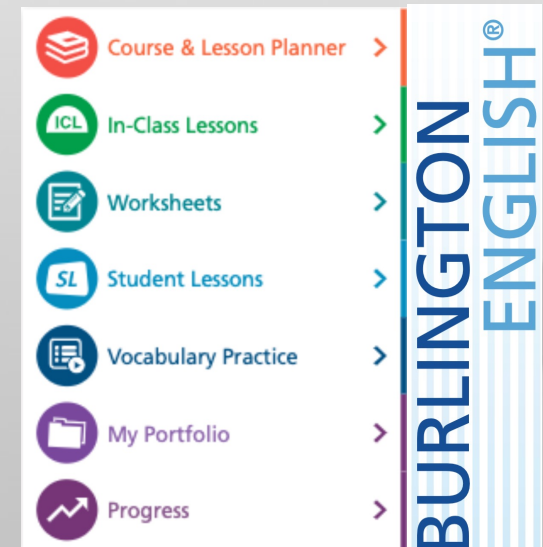 Course & Lesson Planner
ICL
In-Class Lessons
Worksheets
SL
Student Lessons
Vocabulary Practice
My Portfolio
Progress
BURLINGTON
ENGLISH®